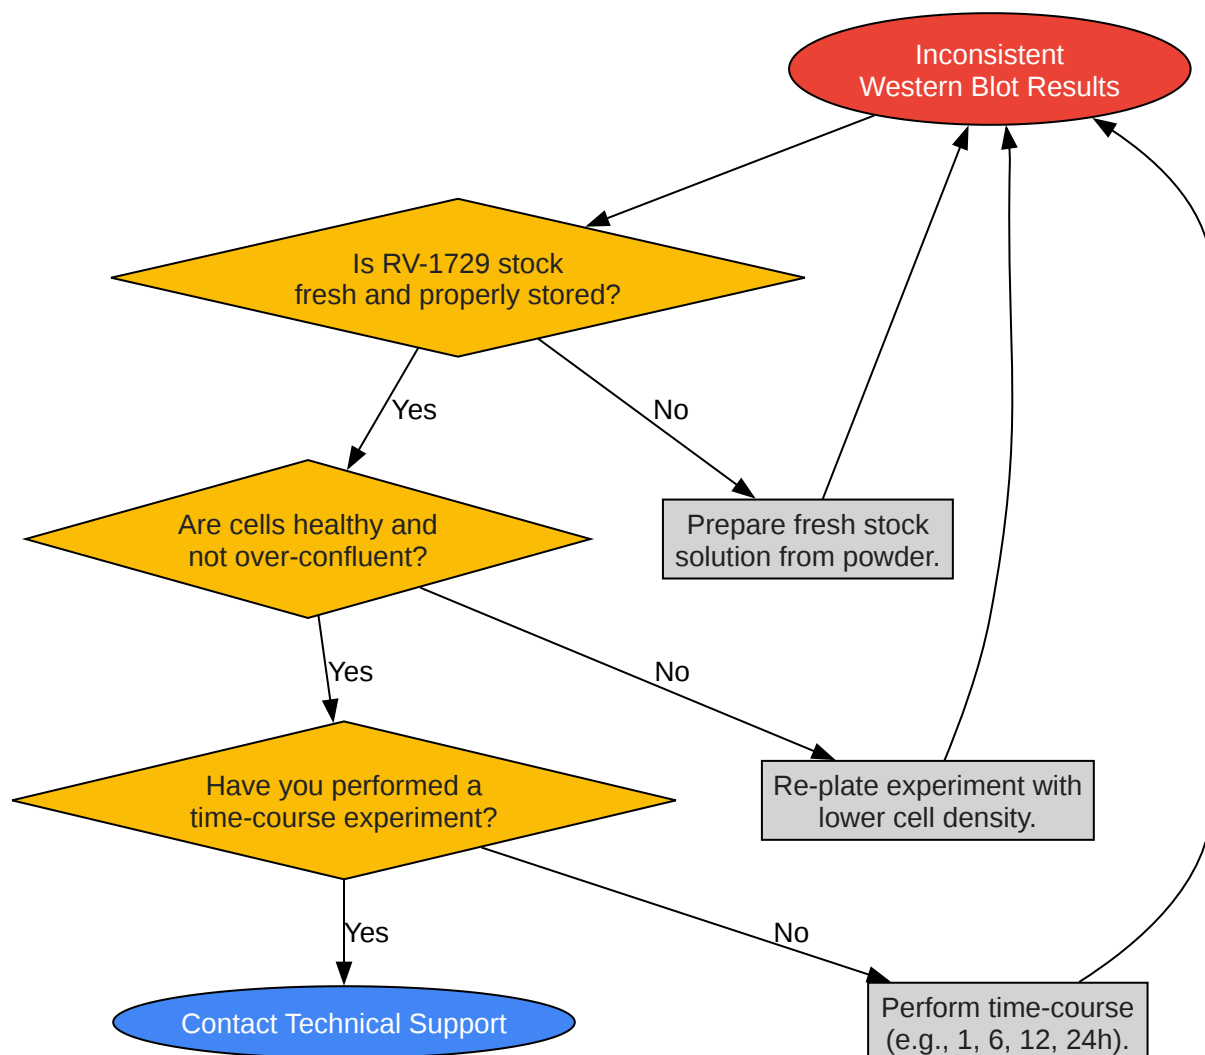 Inconsistent
Western Blot Results
Is RV-1729 stock
fresh and properly stored?
Yes
No
Are cells healthy and
not over-confluent?
Prepare fresh stock
solution from powder.
Yes
No
Have you performed a
time-course experiment?
Re-plate experiment with
lower cell density.
Yes
No
Contact Technical Support
Perform time-course
(e.g., 1, 6, 12, 24h).